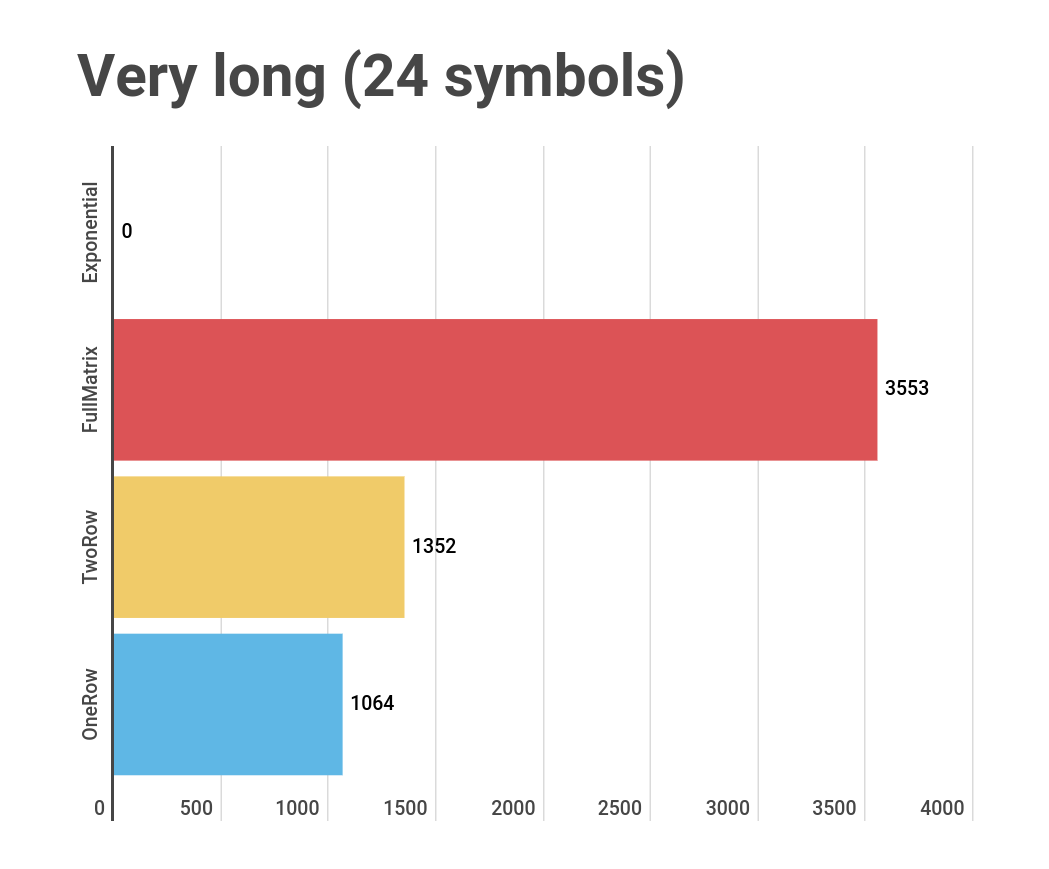 Very long (24 symbols)
Exponential
0
FullMatrix
3553
TwoRow
1352
OneRow
1064
0 500 1000 1500 2000 2500 3000 3500 4000